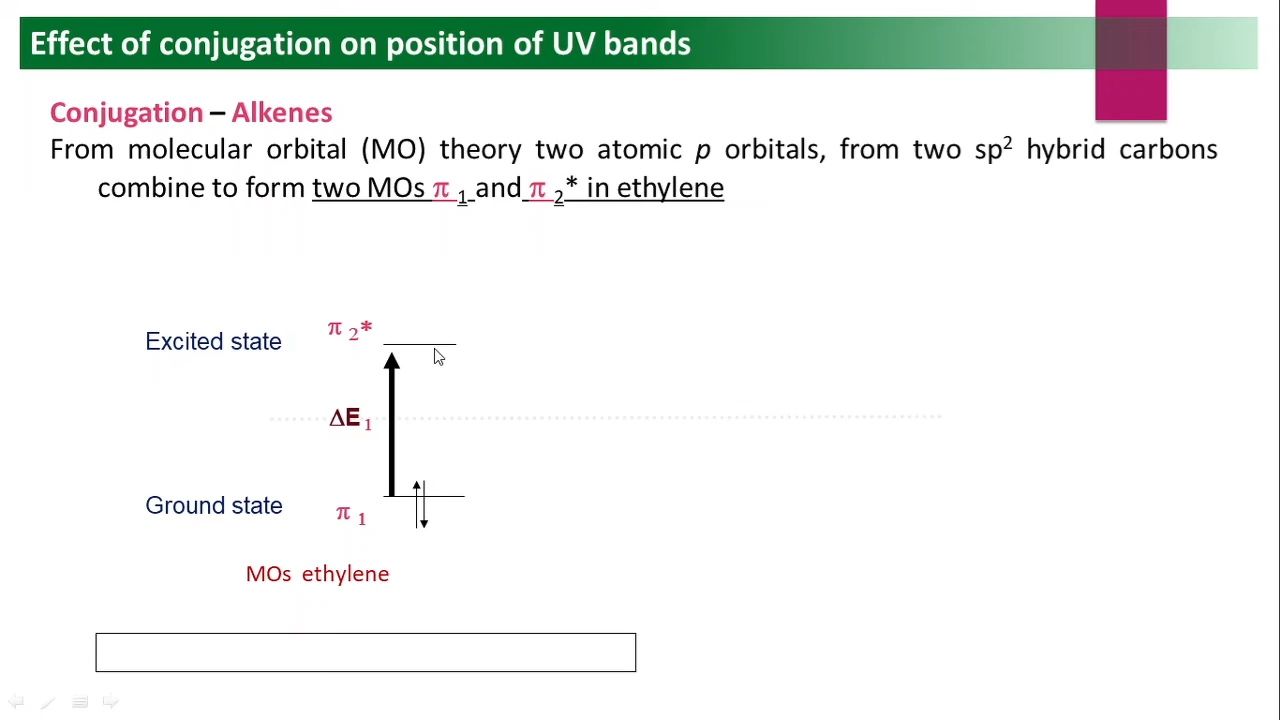 Effect of conjugation on position of UV bands
Conjugation – Alkenes
From molecular orbital (MO) theory two atomic p orbitals, from two sp² hybrid carbons
combine to form two MOs π ₁ and π ₂* in ethylene
π ₂*
Excited state
ΔE ₁
Ground state
π ₁
MOs ethylene